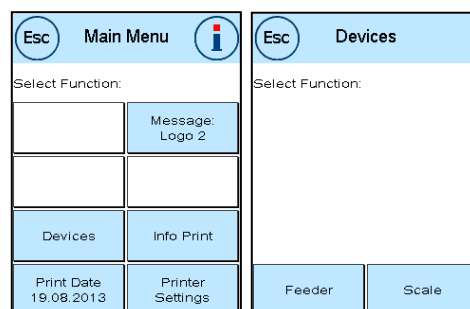 Esc
Main Menu
i
Select Function:
Message:
Logo 2
Devices
Info Print
Print Date
19.08.2013
Printer
Settings
Esc
Devices
Select Function:
Feeder
Scale